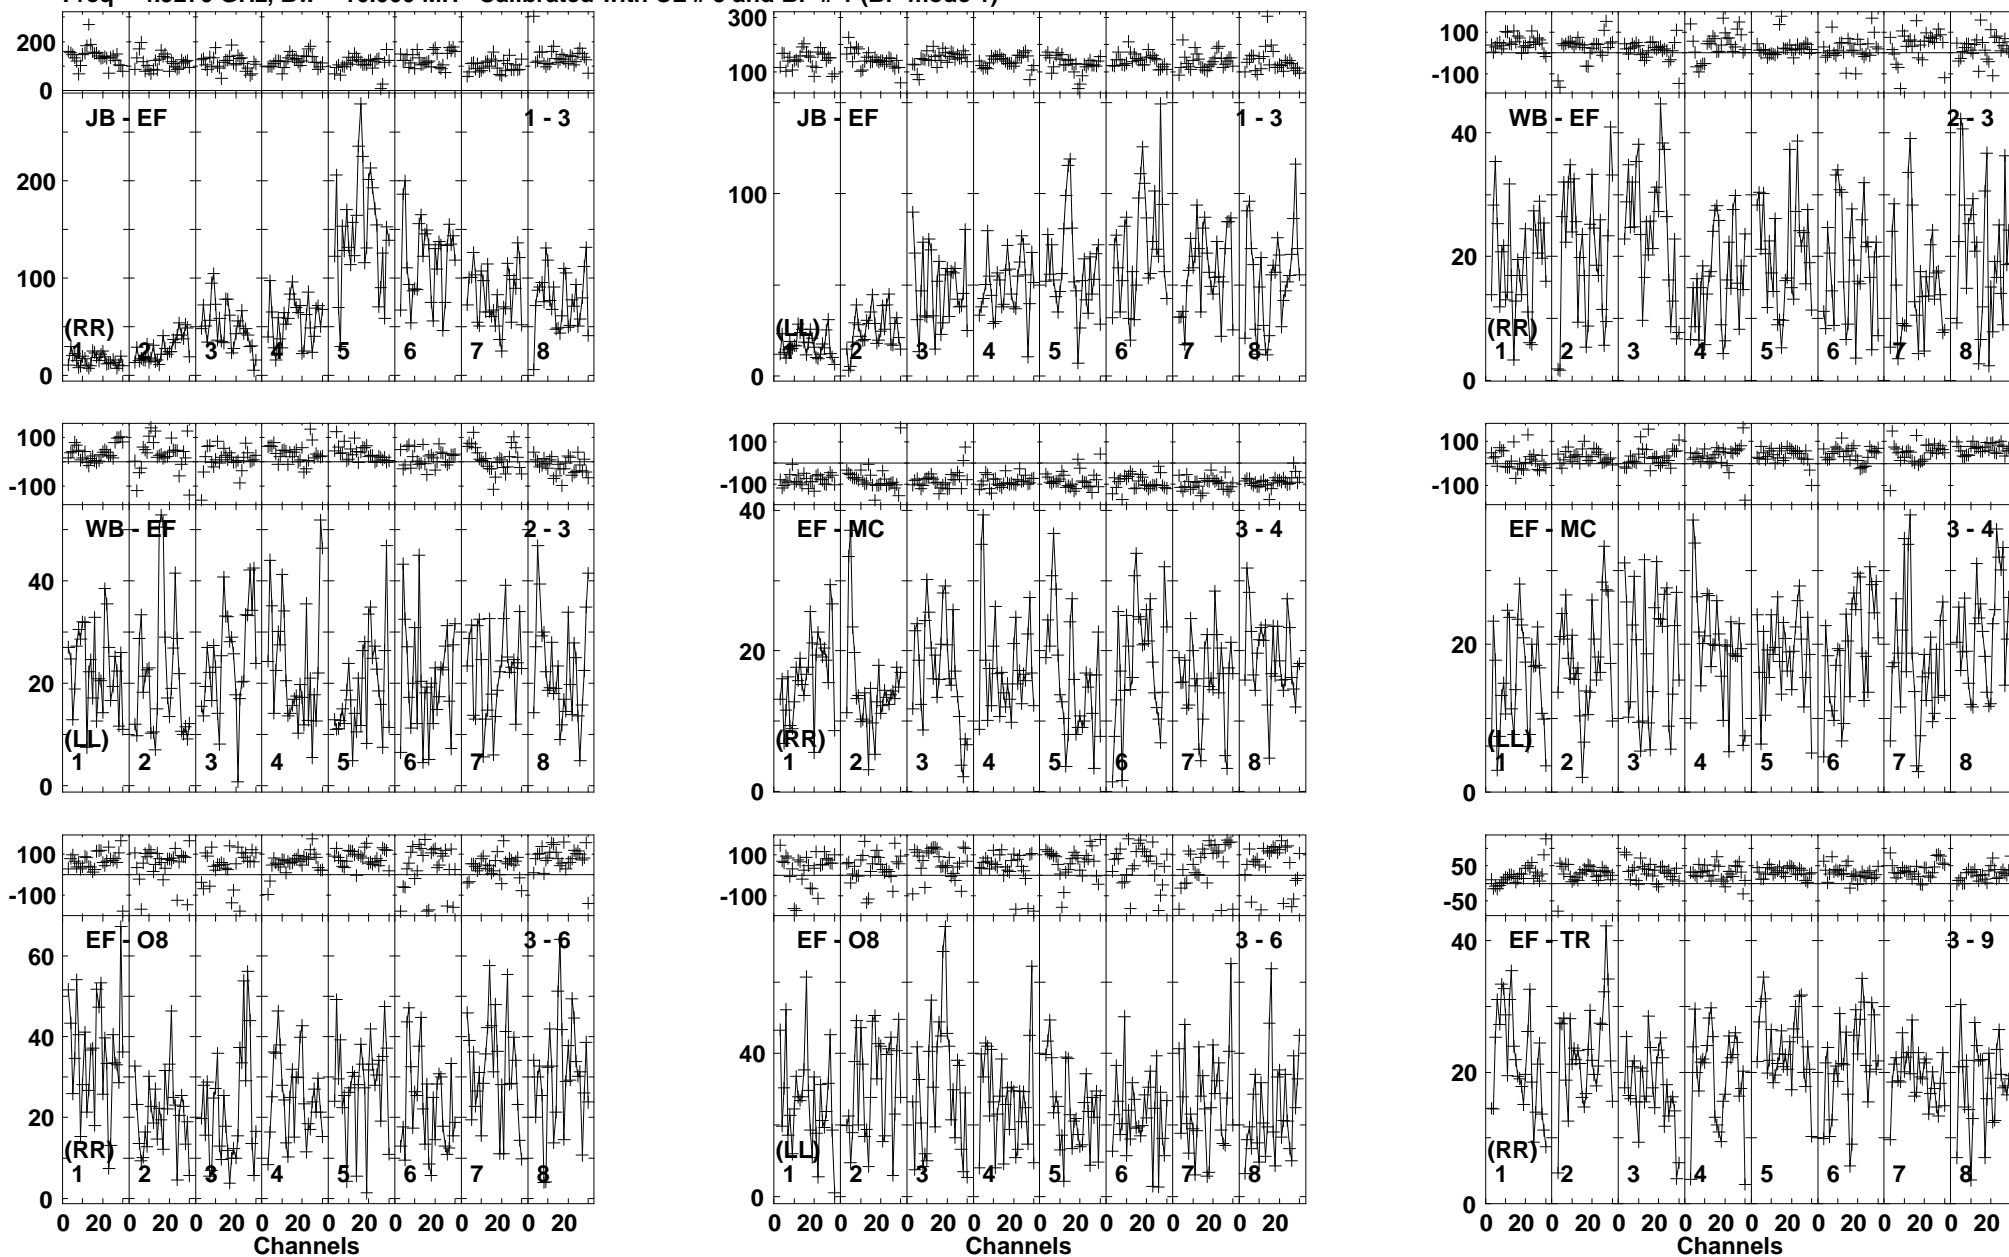 200 100 0 300 100 100 -100
JB - EF 1 - 3 JB - EF 1 - 3 WB - EF 2 - 3
200 100 0 100 0 40 20 0
(RR) 1 2 3 4 5 6 7 8 (LL) 1 2 3 4 5 6 7 8 (RR) 1 2 3 4 5 6 7 8
100 -100 100 -100 100 -100
WB - EF 2 - 3 EF - MC 3 - 4 EF - MC 3 - 4
40 20 0 40 20 0 20 0
(LL) 1 2 3 4 5 6 7 8 (RR) 1 2 3 4 5 6 7 8 (LL) 1 2 3 4 5 6 7 8
100 -100 100 -100 50 -50
EF - O8 3 - 6 EF - O8 3 - 6 EF - TR 3 - 9
60 40 20 0 40 0 40 20 0
(RR) 1 2 3 4 5 6 7 8 (LL) 1 2 3 4 5 6 7 8 (RR) 1 2 3 4 5 6 7 8
0 20 0 20 0 20 0 20 0 20 0 20 0 20 0 20 0 20 0 20 0 20 0 20 0 20 0 20 0 20 0 20 0 20 0 20 0 20 0 20 0 20 0 20 0 20 0 20
Channels Channels Channels